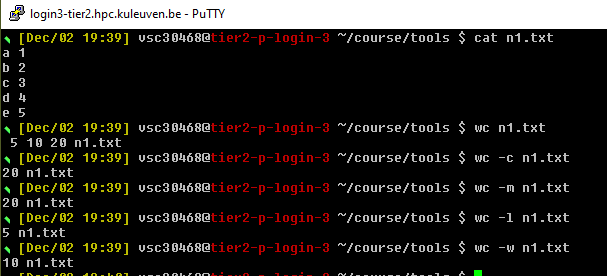 login3-tier2.hpc.kuleuven.be - PuTTY
[Dec/02 19:39] vsc30468@tier2-p-login-3 ~/course/tools $ cat n1.txt
a 1
b 2
c 3
d 4
e 5
[Dec/02 19:39] vsc30468@tier2-p-login-3 ~/course/tools $ wc n1.txt
5 10 20 n1.txt
[Dec/02 19:39] vsc30468@tier2-p-login-3 ~/course/tools $ wc -c n1.txt
20 n1.txt
[Dec/02 19:39] vsc30468@tier2-p-login-3 ~/course/tools $ wc -m n1.txt
20 n1.txt
[Dec/02 19:39] vsc30468@tier2-p-login-3 ~/course/tools $ wc -l n1.txt
5 n1.txt
[Dec/02 19:39] vsc30468@tier2-p-login-3 ~/course/tools $ wc -w n1.txt
10 n1.txt